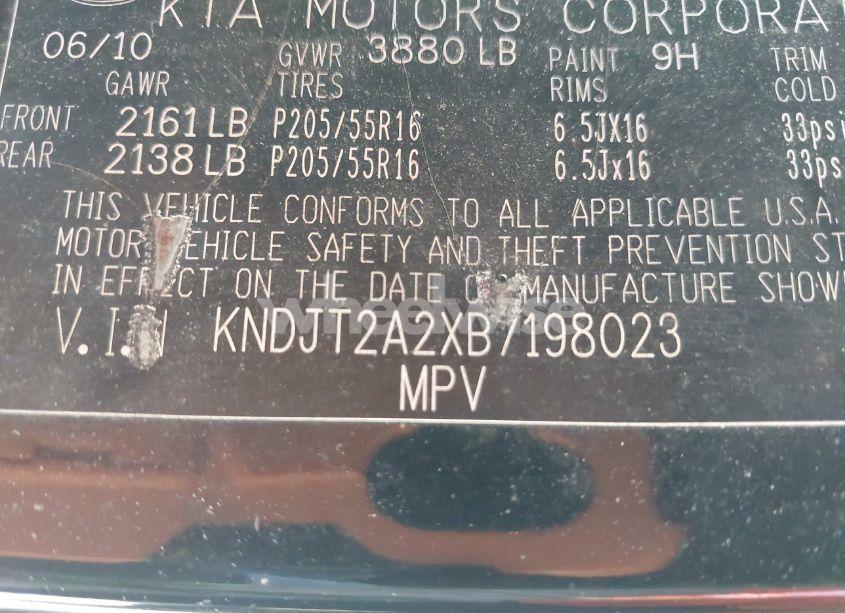 KIA MOTORS CORPORA
06/10 GVWR 3880 LB PAINT 9H TRIM
GAWR TIRES RIMS COLD
FRONT 2161 LB P205/55R16 6.5JX16 33psi
REAR 2138 LB P205/55R16 6.5Jx16 33psi
THIS VEHICLE CONFORMS TO ALL APPLICABLE U.S.A.
MOTOR VEHICLE SAFETY AND THEFT PREVENTION ST
IN EFFECT ON THE DATE OF MANUFACTURE SHOW
V.I.N KNDJT2A2XB7198023
MPV